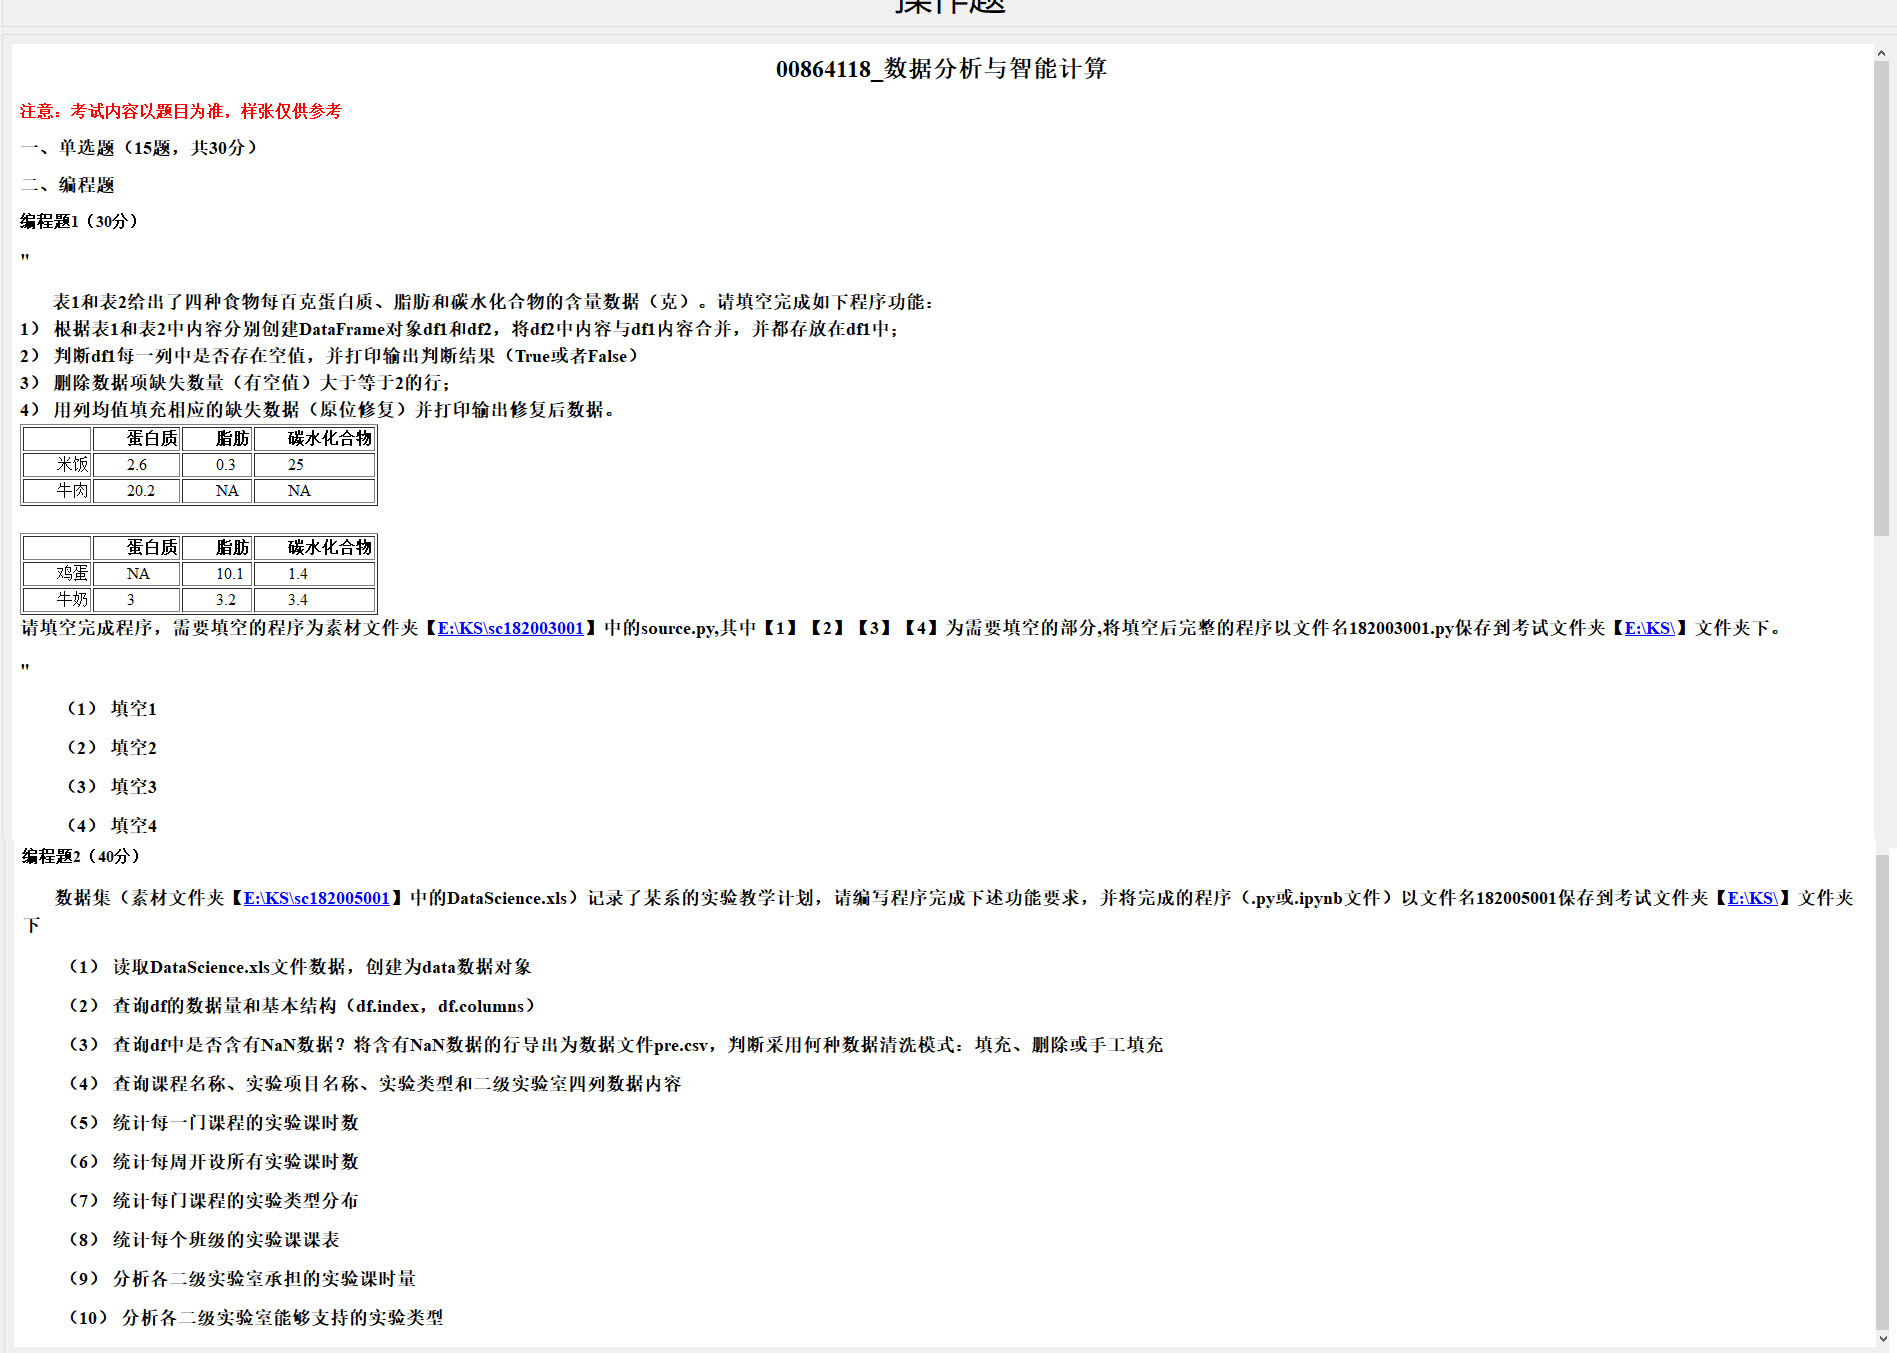 操作题
00864118_数据分析与智能计算
注意：考试内容以题目为准，样张仅供参考
一、单选题（15题，共30分）
二、编程题
编程题1（30分）
"
表1和表2给出了四种食物每百克蛋白质、脂肪和碳水化合物的含量数据（克）。请填空完成如下程序功能：
1） 根据表1和表2中内容分别创建DataFrame对象df1和df2，将df2中内容与df1内容合并，并都存放在df1中；
2） 判断df1每一列中是否存在空值，并打印输出判断结果（True或者False）
3） 删除数据项缺失数量（有空值）大于等于2的行；
4） 用列均值填充相应的缺失数据（原位修复）并打印输出修复后数据。
蛋白质 脂肪 碳水化合物
米饭 2.6 0.3 25
牛肉 20.2 NA NA
蛋白质 脂肪 碳水化合物
鸡蛋 NA 10.1 1.4
牛奶 3 3.2 3.4
请填空完成程序，需要填空的程序为素材文件夹【E:\KS\sc182003001】中的source.py,其中【1】【2】【3】【4】为需要填空的部分,将填空后完整的程序以文件名182003001.py保存到考试文件夹【E:\KS\】文件夹下。
"
（1） 填空1
（2） 填空2
（3） 填空3
（4） 填空4
编程题2（40分）
数据集（素材文件夹【E:\KS\sc182005001】中的DataScience.xls）记录了某系的实验教学计划，请编写程序完成下述功能要求，并将完成的程序（.py或.ipynb文件）以文件名182005001保存到考试文件夹【E:\KS\】文件夹
下
（1） 读取DataScience.xls文件数据，创建为data数据对象
（2） 查询df的数据量和基本结构（df.index，df.columns）
（3） 查询df中是否含有NaN数据？将含有NaN数据的行导出为数据文件pre.csv，判断采用何种数据清洗模式：填充、删除或手工填充
（4） 查询课程名称、实验项目名称、实验类型和二级实验室四列数据内容
（5） 统计每一门课程的实验课时数
（6） 统计每周开设所有实验课时数
（7） 统计每门课程的实验类型分布
（8） 统计每个班级的实验课课表
（9） 分析各二级实验室承担的实验课时量
（10） 分析各二级实验室能够支持的实验类型